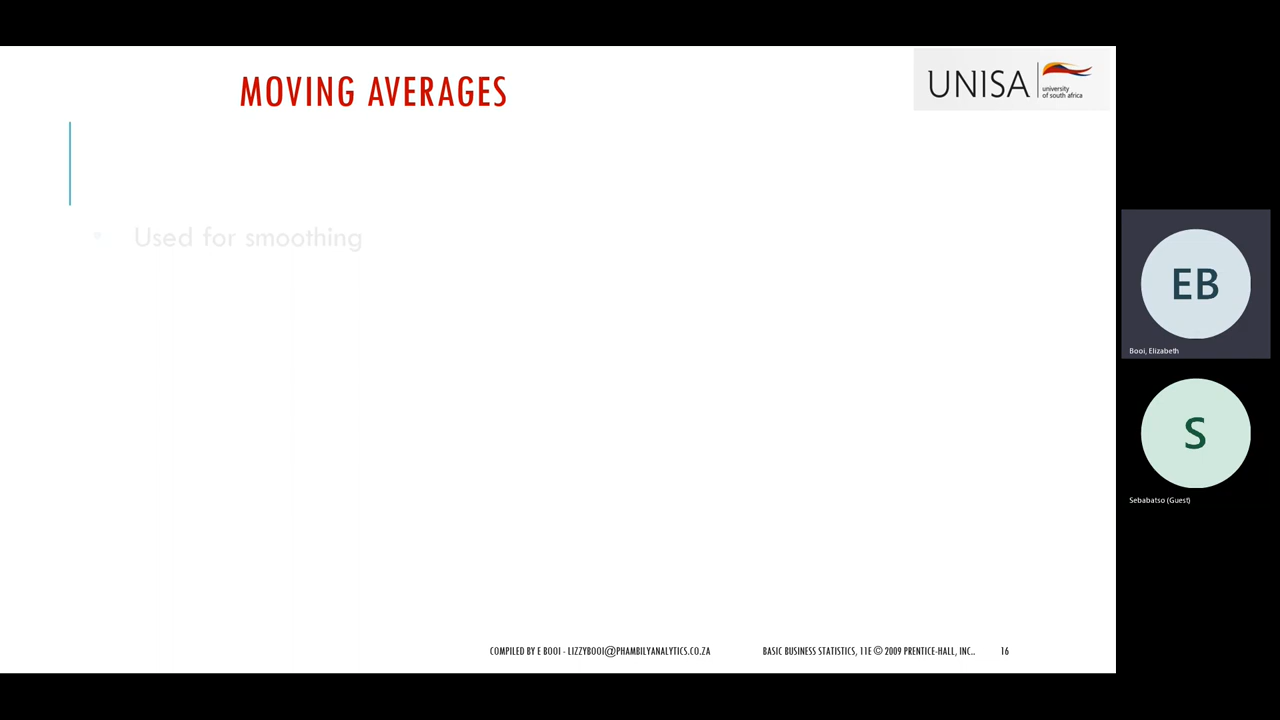 MOVING AVERAGES
UNISA
university
of south africa
• Used for smoothing
EB
Booi, Elizabeth
S
Sebabatso (Guest)
COMPILED BY E BOOI - LIZZYBOOI@PHAMBILYANALYTICS.CO.ZA
BASIC BUSINESS STATISTICS, 11E © 2009 PRENTICE-HALL, INC..
16